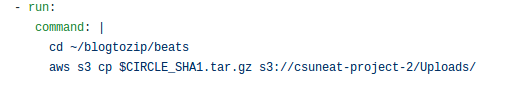 - run:
command: |
cd ~/blogtozip/beats
aws s3 cp $CIRCLE_SHA1.tar.gz s3://csuneat-project-2/Uploads/